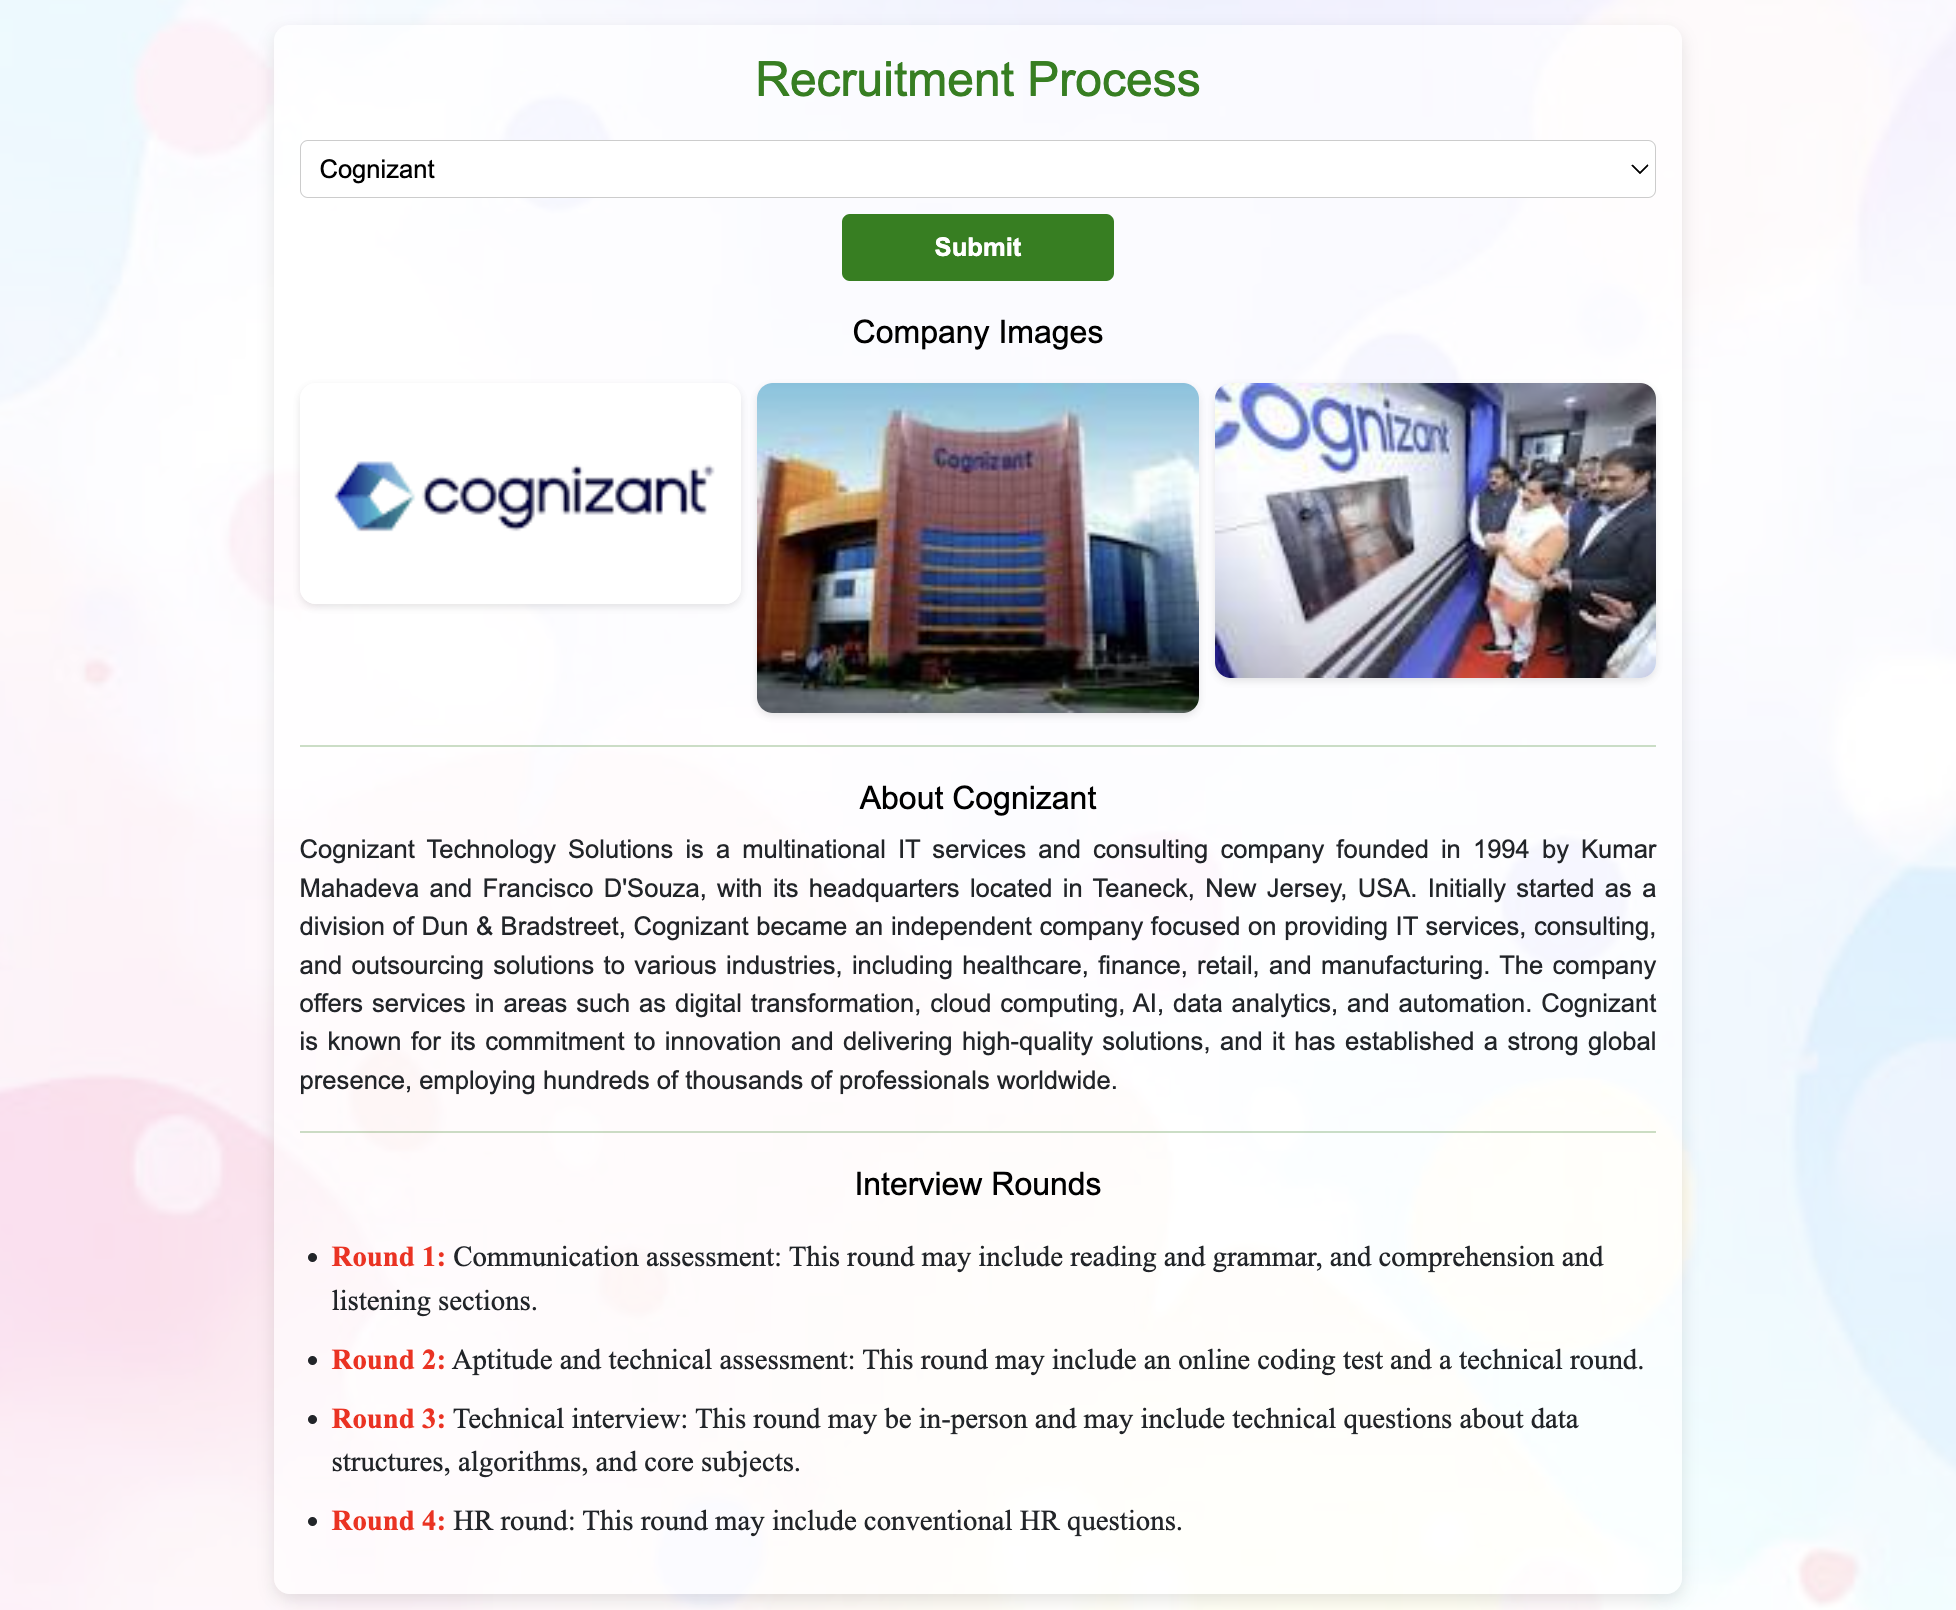 Recruitment Process
Cognizant
Submit
Company Images
cognizant®
Cognizant
cognizant
About Cognizant
Cognizant Technology Solutions is a multinational IT services and consulting company founded in 1994 by Kumar
Mahadeva and Francisco D'Souza, with its headquarters located in Teaneck, New Jersey, USA. Initially started as a
division of Dun & Bradstreet, Cognizant became an independent company focused on providing IT services, consulting,
and outsourcing solutions to various industries, including healthcare, finance, retail, and manufacturing. The company
offers services in areas such as digital transformation, cloud computing, AI, data analytics, and automation. Cognizant
is known for its commitment to innovation and delivering high-quality solutions, and it has established a strong global
presence, employing hundreds of thousands of professionals worldwide.
Interview Rounds
• Round 1: Communication assessment: This round may include reading and grammar, and comprehension and
listening sections.
• Round 2: Aptitude and technical assessment: This round may include an online coding test and a technical round.
• Round 3: Technical interview: This round may be in-person and may include technical questions about data
structures, algorithms, and core subjects.
• Round 4: HR round: This round may include conventional HR questions.